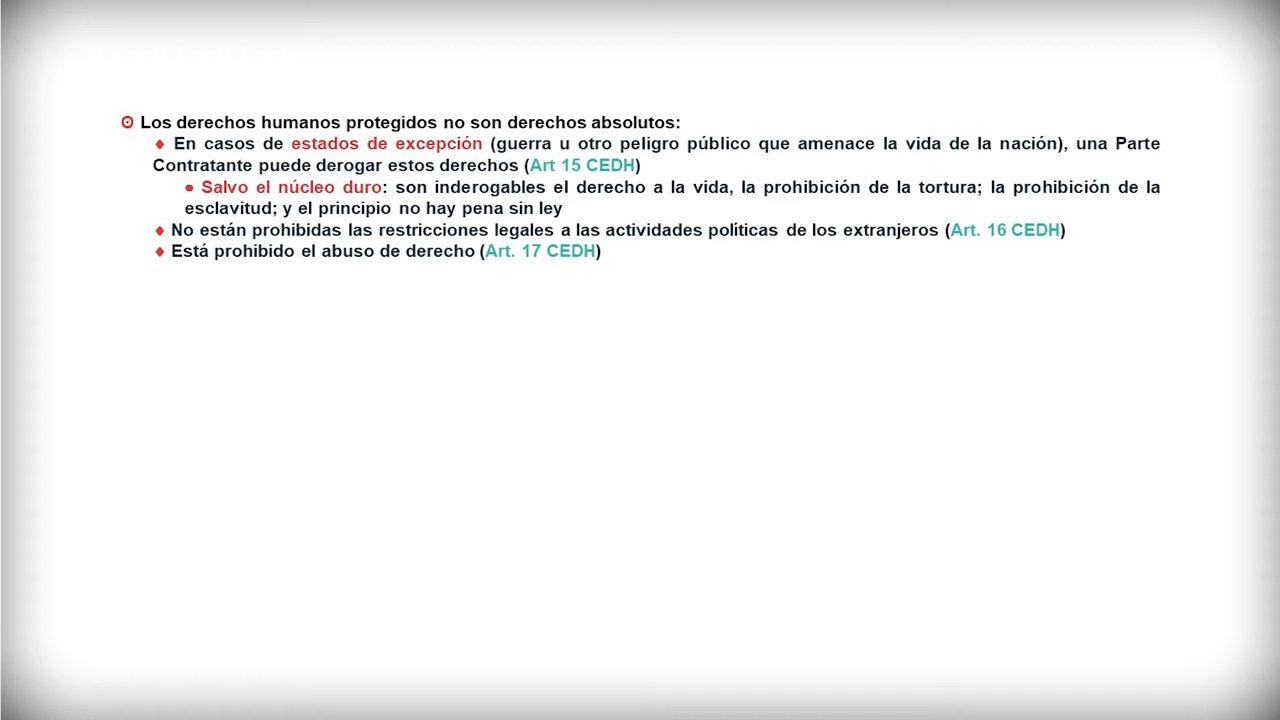 Los derechos humanos protegidos no son derechos absolutos:
En casos de estados de excepción (guerra u otro peligro público que amenace la vida de la nación), una Parte
Contratante puede derogar estos derechos (Art 15 CEDH)
Salvo el núcleo duro: son inderogables el derecho a la vida, la prohibición de la tortura; la prohibición de la
esclavitud; y el principio no hay pena sin ley
No están prohibidas las restricciones legales a las actividades políticas de los extranjeros (Art. 16 CEDH)
Está prohibido el abuso de derecho (Art. 17 CEDH)